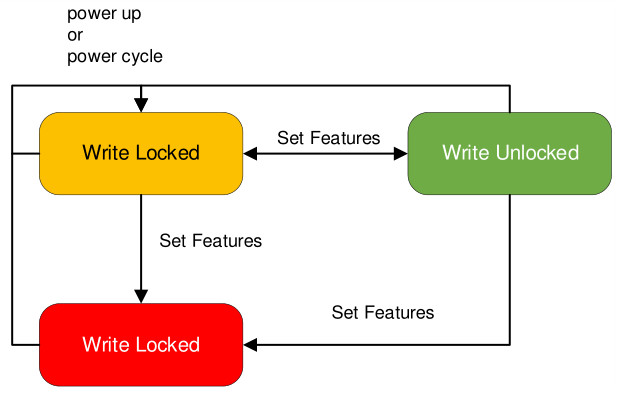 power up
or
power cycle
Write Locked
Set Features
Write Unlocked
Set Features
Set Features
Write Locked